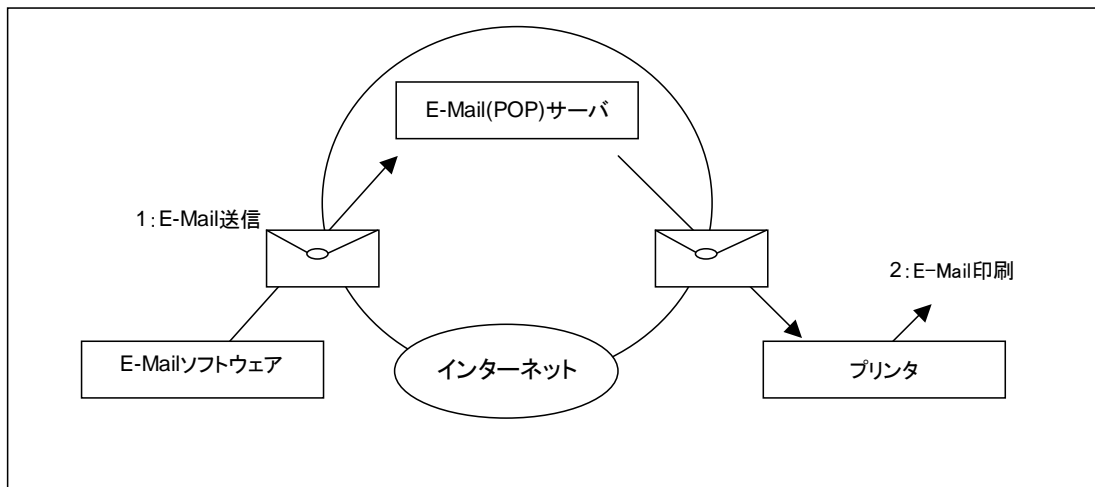 E-Mail(POP)サーバ
1:E-Mail送信
2:E-Mail印刷
E-Mailソフトウェア
インターネット
プリンタ